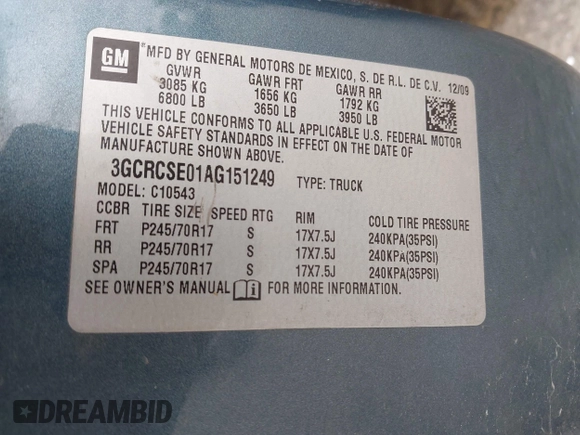 GM
®MFD BY GENERAL MOTORS DE MEXICO, S. DE R.L. DE C.V. 12/09
GVWR GAWR FRT GAWR RR
3085 KG 1656 KG 1792 KG
6800 LB 3650 LB 3950 LB
THIS VEHICLE CONFORMS TO ALL APPLICABLE U.S. FEDERAL MOTOR
VEHICLE SAFETY STANDARDS IN EFFECT ON THE DATE OF
MANUFACTURE SHOWN ABOVE.
3GCRCSE01AG151249 TYPE: TRUCK
MODEL: C10543
CCBR TIRE SIZE SPEED RTG RIM COLD TIRE PRESSURE
FRT P245/70R17 S 17X7.5J 240KPA(35PSI)
RR P245/70R17 S 17X7.5J 240KPA(35PSI)
SPA P245/70R17 S 17X7.5J 240KPA(35PSI)
SEE OWNER'S MANUAL FOR MORE INFORMATION.
DREAMBID